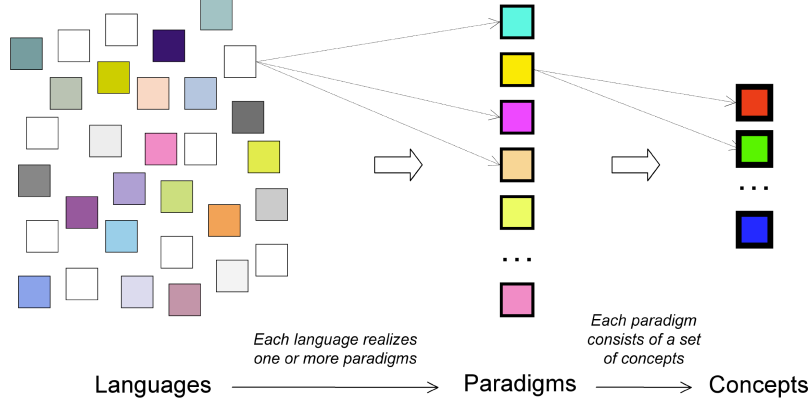 ...
...
Each language realizes
one or more paradigms
Each paradigm
consists of a set
of concepts
Languages
Paradigms
Concepts